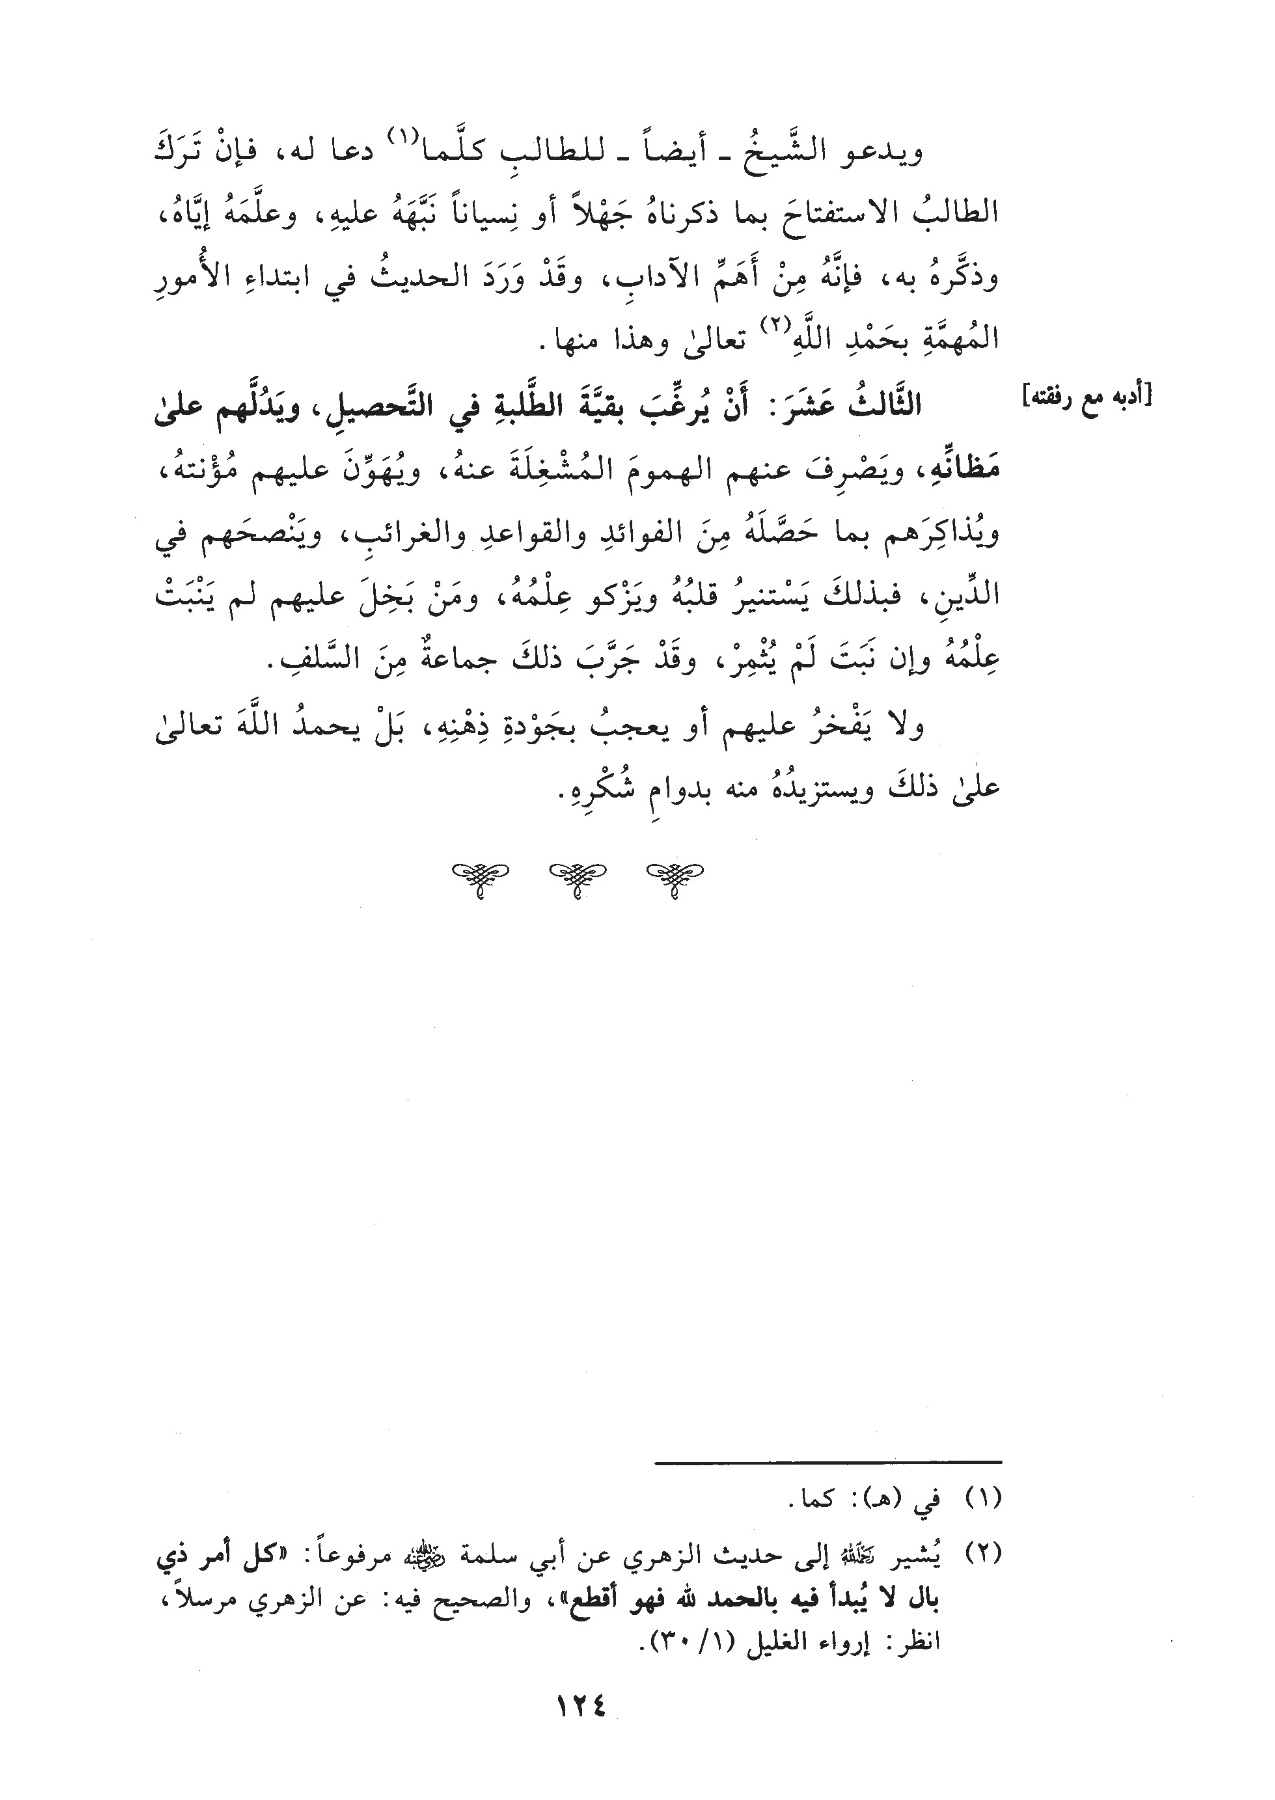 ويدعو الشَّيخُ ـ أيضاً ـ للطالبِ كلَّما(١) دعا له، فإنْ تَرَكَ
الطالبُ الاستفتاحَ بما ذكرناهُ جَهْلاً أو نِسياناً نَبَّهَهُ عليهِ، وعلَّمَهُ إيَّاهُ،
وذكَّرهُ به، فإنَّهُ مِنْ أَهَمِّ الآدابِ، وقَدْ وَرَدَ الحديثُ في ابتداءِ الأُمورِ
المُهمَّةِ بحَمْدِ اللَّهِ(٢) تعالىٰ وهذا منها.
[أدبه مع رفقته]
الثَّالثُ عَشَرَ: أَنْ يُرغِّبَ بقيَّةَ الطَّلبةِ في التَّحصيلِ، ويَدُلَّهم علىٰ
مَظانِّهِ، ويَصْرِفَ عنهم الهمومَ المُشْغِلَةَ عنهُ، ويُهَوِّنَ عليهم مُؤْنتهُ،
ويُذاكِرَهم بما حَصَّلَهُ مِنَ الفوائدِ والقواعدِ والغرائبِ، ويَنْصحَهم في
الدِّينِ، فبذلكَ يَسْتنيرُ قلبُهُ ويَزْكو عِلْمُهُ، ومَنْ بَخِلَ عليهم لم يَنْبَتْ
عِلْمُهُ وإن نَبَتَ لَمْ يُثْمِرْ، وقَدْ جَرَّبَ ذلكَ جماعةٌ مِنَ السَّلفِ.
ولا يَفْخرُ عليهم أو يعجبُ بجَوْدةِ ذِهْنِهِ، بَلْ يحمدُ اللَّهَ تعالىٰ
علىٰ ذلكَ ويستزيدُهُ منه بدوامِ شُكْرِهِ.
(١) في (هـ): كما.
(٢) يُشير رحمه الله إلى حديث الزهري عن أبي سلمة رضي الله عنه مرفوعاً: «كل أمر ذي
بال لا يُبدأ فيه بالحمد لله فهو أقطع»، والصحيح فيه: عن الزهري مرسلاً،
انظر: إرواء الغليل (١/ ٣٠).
١٢٤